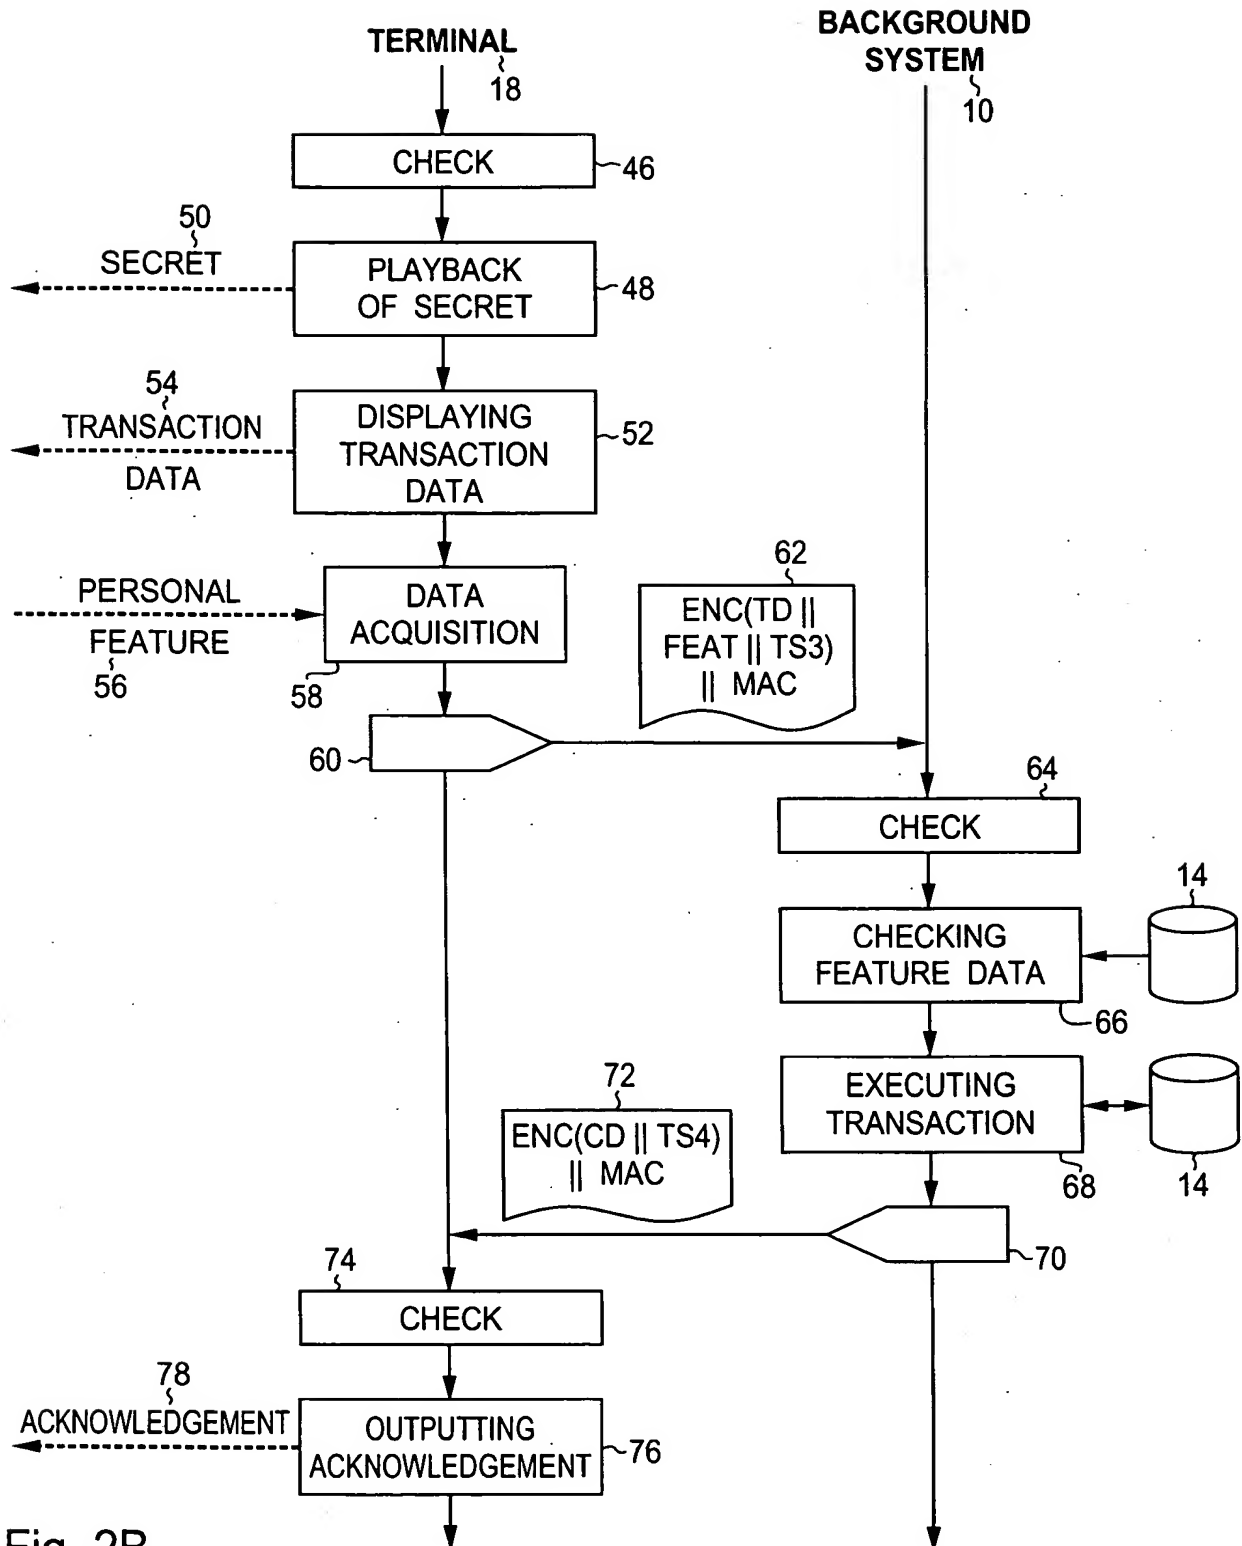 TERMINAL
18
BACKGROUND
SYSTEM
10
CHECK
46
50
SECRET
PLAYBACK
OF SECRET
48
54
TRANSACTION
DATA
DISPLAYING
TRANSACTION
DATA
52
PERSONAL
FEATURE
56
DATA
ACQUISITION
58
62
ENC(TD ||
FEAT || TS3)
|| MAC
60
64
CHECK
14
CHECKING
FEATURE DATA
66
72
ENC(CD || TS4)
|| MAC
EXECUTING
TRANSACTION
68
14
70
74
CHECK
78
ACKNOWLEDGEMENT
OUTPUTTING
ACKNOWLEDGEMENT
76
Fig. 2B